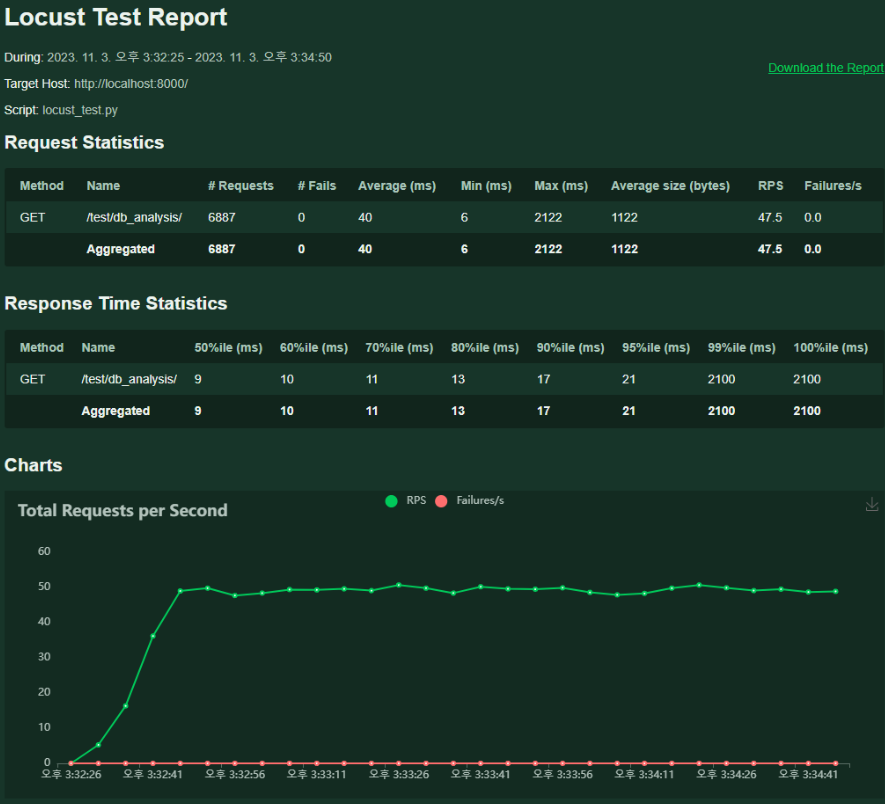 Locust Test Report
During: 2023. 11. 3. 오후 3:32:25 - 2023. 11. 3. 오후 3:34:50
Download the Report
Target Host: http://localhost:8000/
Script: locust_test.py
Request Statistics
Method Name # Requests # Fails Average (ms) Min (ms) Max (ms) Average size (bytes) RPS Failures/s
GET /test/db_analysis/ 6887 0 40 6 2122 1122 47.5 0.0
Aggregated 6887 0 40 6 2122 1122 47.5 0.0
Response Time Statistics
Method Name 50%ile (ms) 60%ile (ms) 70%ile (ms) 80%ile (ms) 90%ile (ms) 95%ile (ms) 99%ile (ms) 100%ile (ms)
GET /test/db_analysis/ 9 10 11 13 17 21 2100 2100
Aggregated 9 10 11 13 17 21 2100 2100
Charts
RPS Failures/s
Total Requests per Second
60
50
40
30
20
10
0
오후 3:32:26 오후 3:32:41 오후 3:32:56 오후 3:33:11 오후 3:33:26 오후 3:33:41 오후 3:33:56 오후 3:34:11 오후 3:34:26 오후 3:34:41